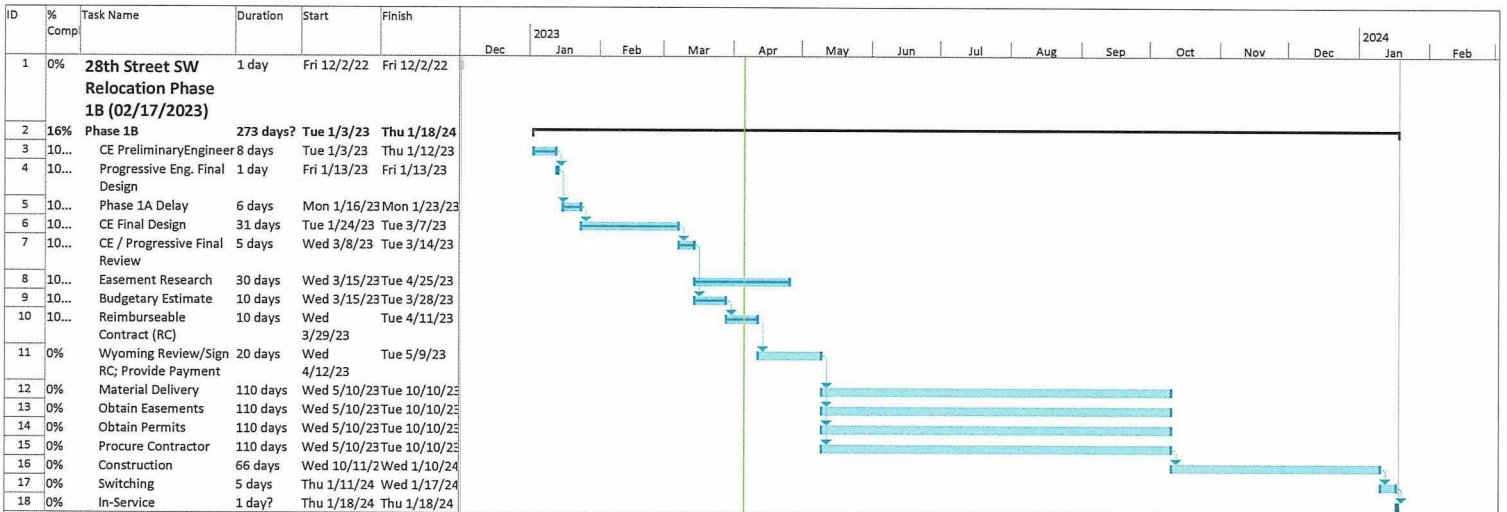 ID % Comp Task Name Duration Start Finish
2023 2024
Dec Jan Feb Mar Apr May Jun Jul Aug Sep Oct Nov Dec Jan Feb
1 0% 28th Street SW Relocation Phase 1B (02/17/2023) 1 day Fri 12/2/22 Fri 12/2/22
2 16% Phase 1B 273 days? Tue 1/3/23 Thu 1/18/24
3 10... CE PreliminaryEngineer 8 days Tue 1/3/23 Thu 1/12/23
4 10... Progressive Eng. Final Design 1 day Fri 1/13/23 Fri 1/13/23
5 10... Phase 1A Delay 6 days Mon 1/16/23 Mon 1/23/23
6 10... CE Final Design 31 days Tue 1/24/23 Tue 3/7/23
7 10... CE / Progressive Final Review 5 days Wed 3/8/23 Tue 3/14/23
8 10... Easement Research 30 days Wed 3/15/23 Tue 4/25/23
9 10... Budgetary Estimate 10 days Wed 3/15/23 Tue 3/28/23
10 10... Reimburseable Contract (RC) 10 days Wed 3/29/23 Tue 4/11/23
11 0% Wyoming Review/Sign RC; Provide Payment 20 days Wed 4/12/23 Tue 5/9/23
12 0% Material Delivery 110 days Wed 5/10/23 Tue 10/10/23
13 0% Obtain Easements 110 days Wed 5/10/23 Tue 10/10/23
14 0% Obtain Permits 110 days Wed 5/10/23 Tue 10/10/23
15 0% Procure Contractor 110 days Wed 5/10/23 Tue 10/10/23
16 0% Construction 66 days Wed 10/11/2 Wed 1/10/24
17 0% Switching 5 days Thu 1/11/24 Wed 1/17/24
18 0% In-Service 1 day? Thu 1/18/24 Thu 1/18/24